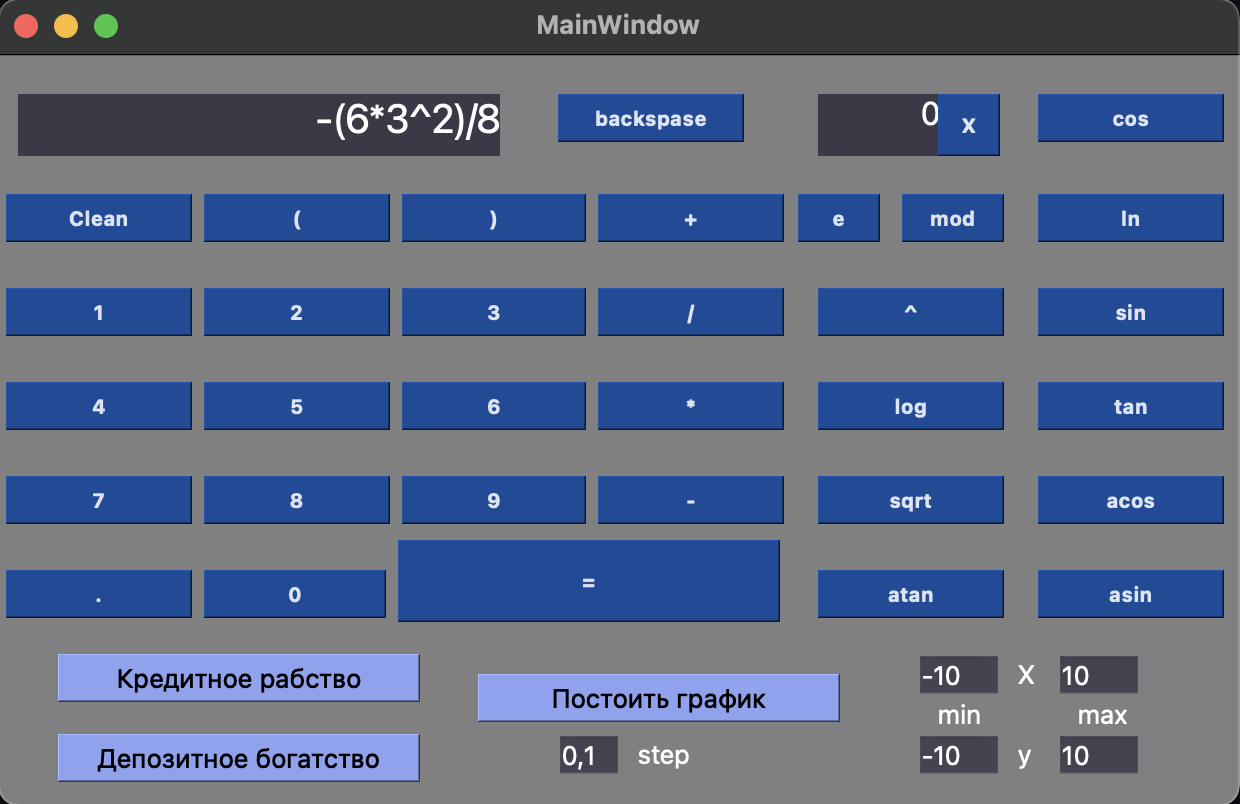 MainWindow
-(6*3^2)/8 backspase 0 x cos
Clean ( ) + e mod ln
1 2 3 / ^ sin
4 5 6 * log tan
7 8 9 - sqrt acos
. 0 = atan asin
Кредитное рабство Постоить график -10 X 10
min max
Депозитное богатство 0,1 step -10 y 10